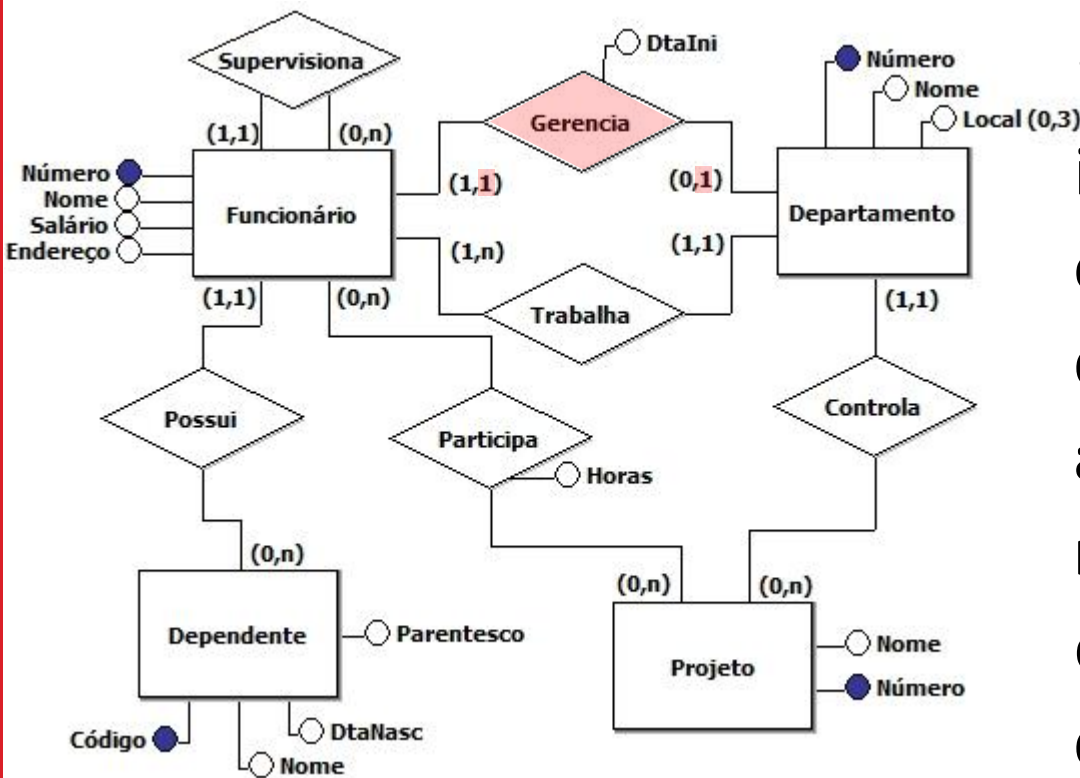 Supervisiona
DtaIni
Número
Nome
Local (0,3)
Gerencia
(1,1)
(0,n)
(1,1)
(0,1)
Número
Nome
Salário
Endereço
Funcionário
Departamento
(1,n)
(1,1)
(1,1)
(0,n)
(1,1)
Trabalha
Possui
Participa
Controla
Horas
(0,n)
(0,n)
(0,n)
Dependente
Parentesco
Projeto
Nome
Número
Código
DtaNasc
Nome